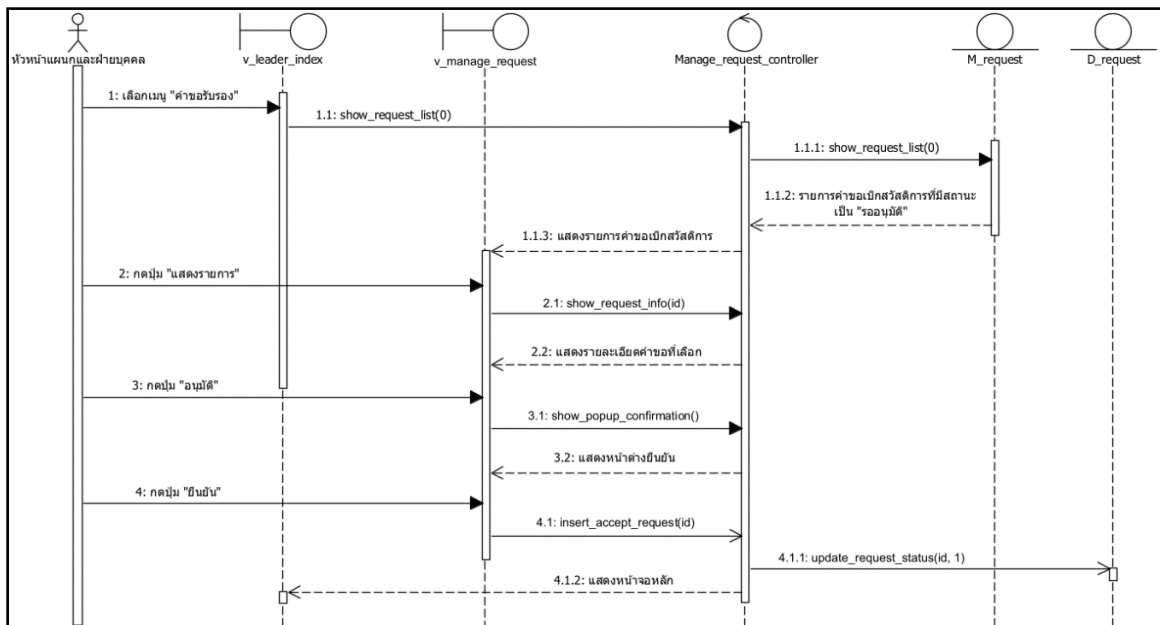 หัวหน้าแผนกและฝ่ายบุคคล
v_leader_index
v_manage_request
Manage_request_controller
M_request
D_request
1: เลือกเมนู "คำขอรับรอง"
1.1: show_request_list(0)
1.1.1: show_request_list(0)
1.1.2: รายการคำขอเบิกสวัสดิการที่มีสถานะ
เป็น "รออนุมัติ"
1.1.3: แสดงรายการคำขอเบิกสวัสดิการ
2: กดปุ่ม "แสดงรายการ"
2.1: show_request_info(id)
2.2: แสดงรายละเอียดคำขอที่เลือก
3: กดปุ่ม "อนุมัติ"
3.1: show_popup_confirmation()
3.2: แสดงหน้าต่างยืนยัน
4: กดปุ่ม "ยืนยัน"
4.1: insert_accept_request(id)
4.1.1: update_request_status(id, 1)
4.1.2: แสดงหน้าจอหลัก